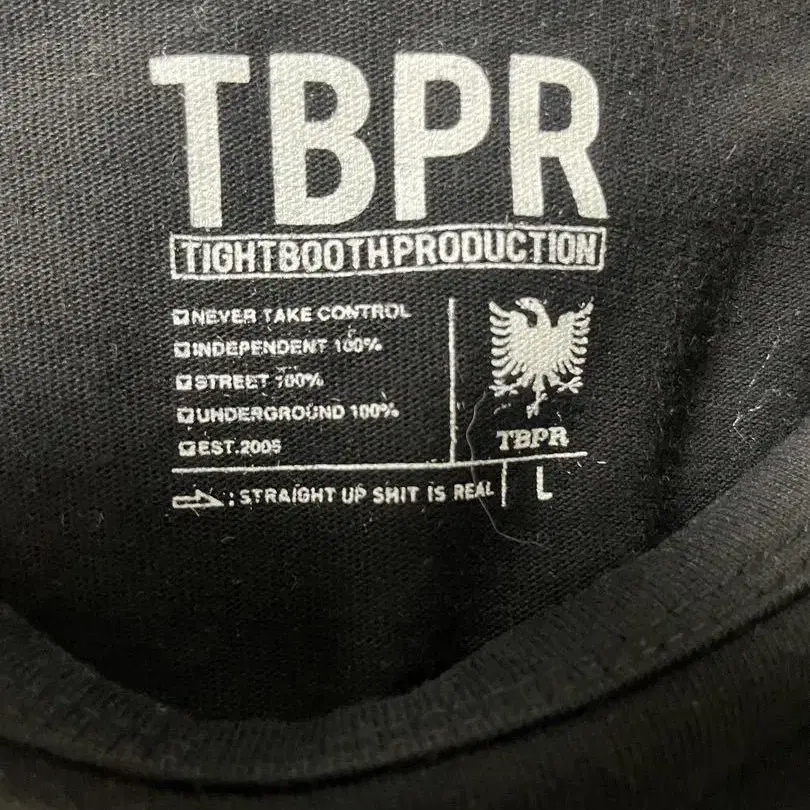 TBPR
TIGHTBOOTHPRODUCTION
NEVER TAKE CONTROL
INDEPENDENT 100%
STREET 100%
UNDERGROUND 100%
EST.2005
TBPR
: STRAIGHT UP SHIT IS REAL
L